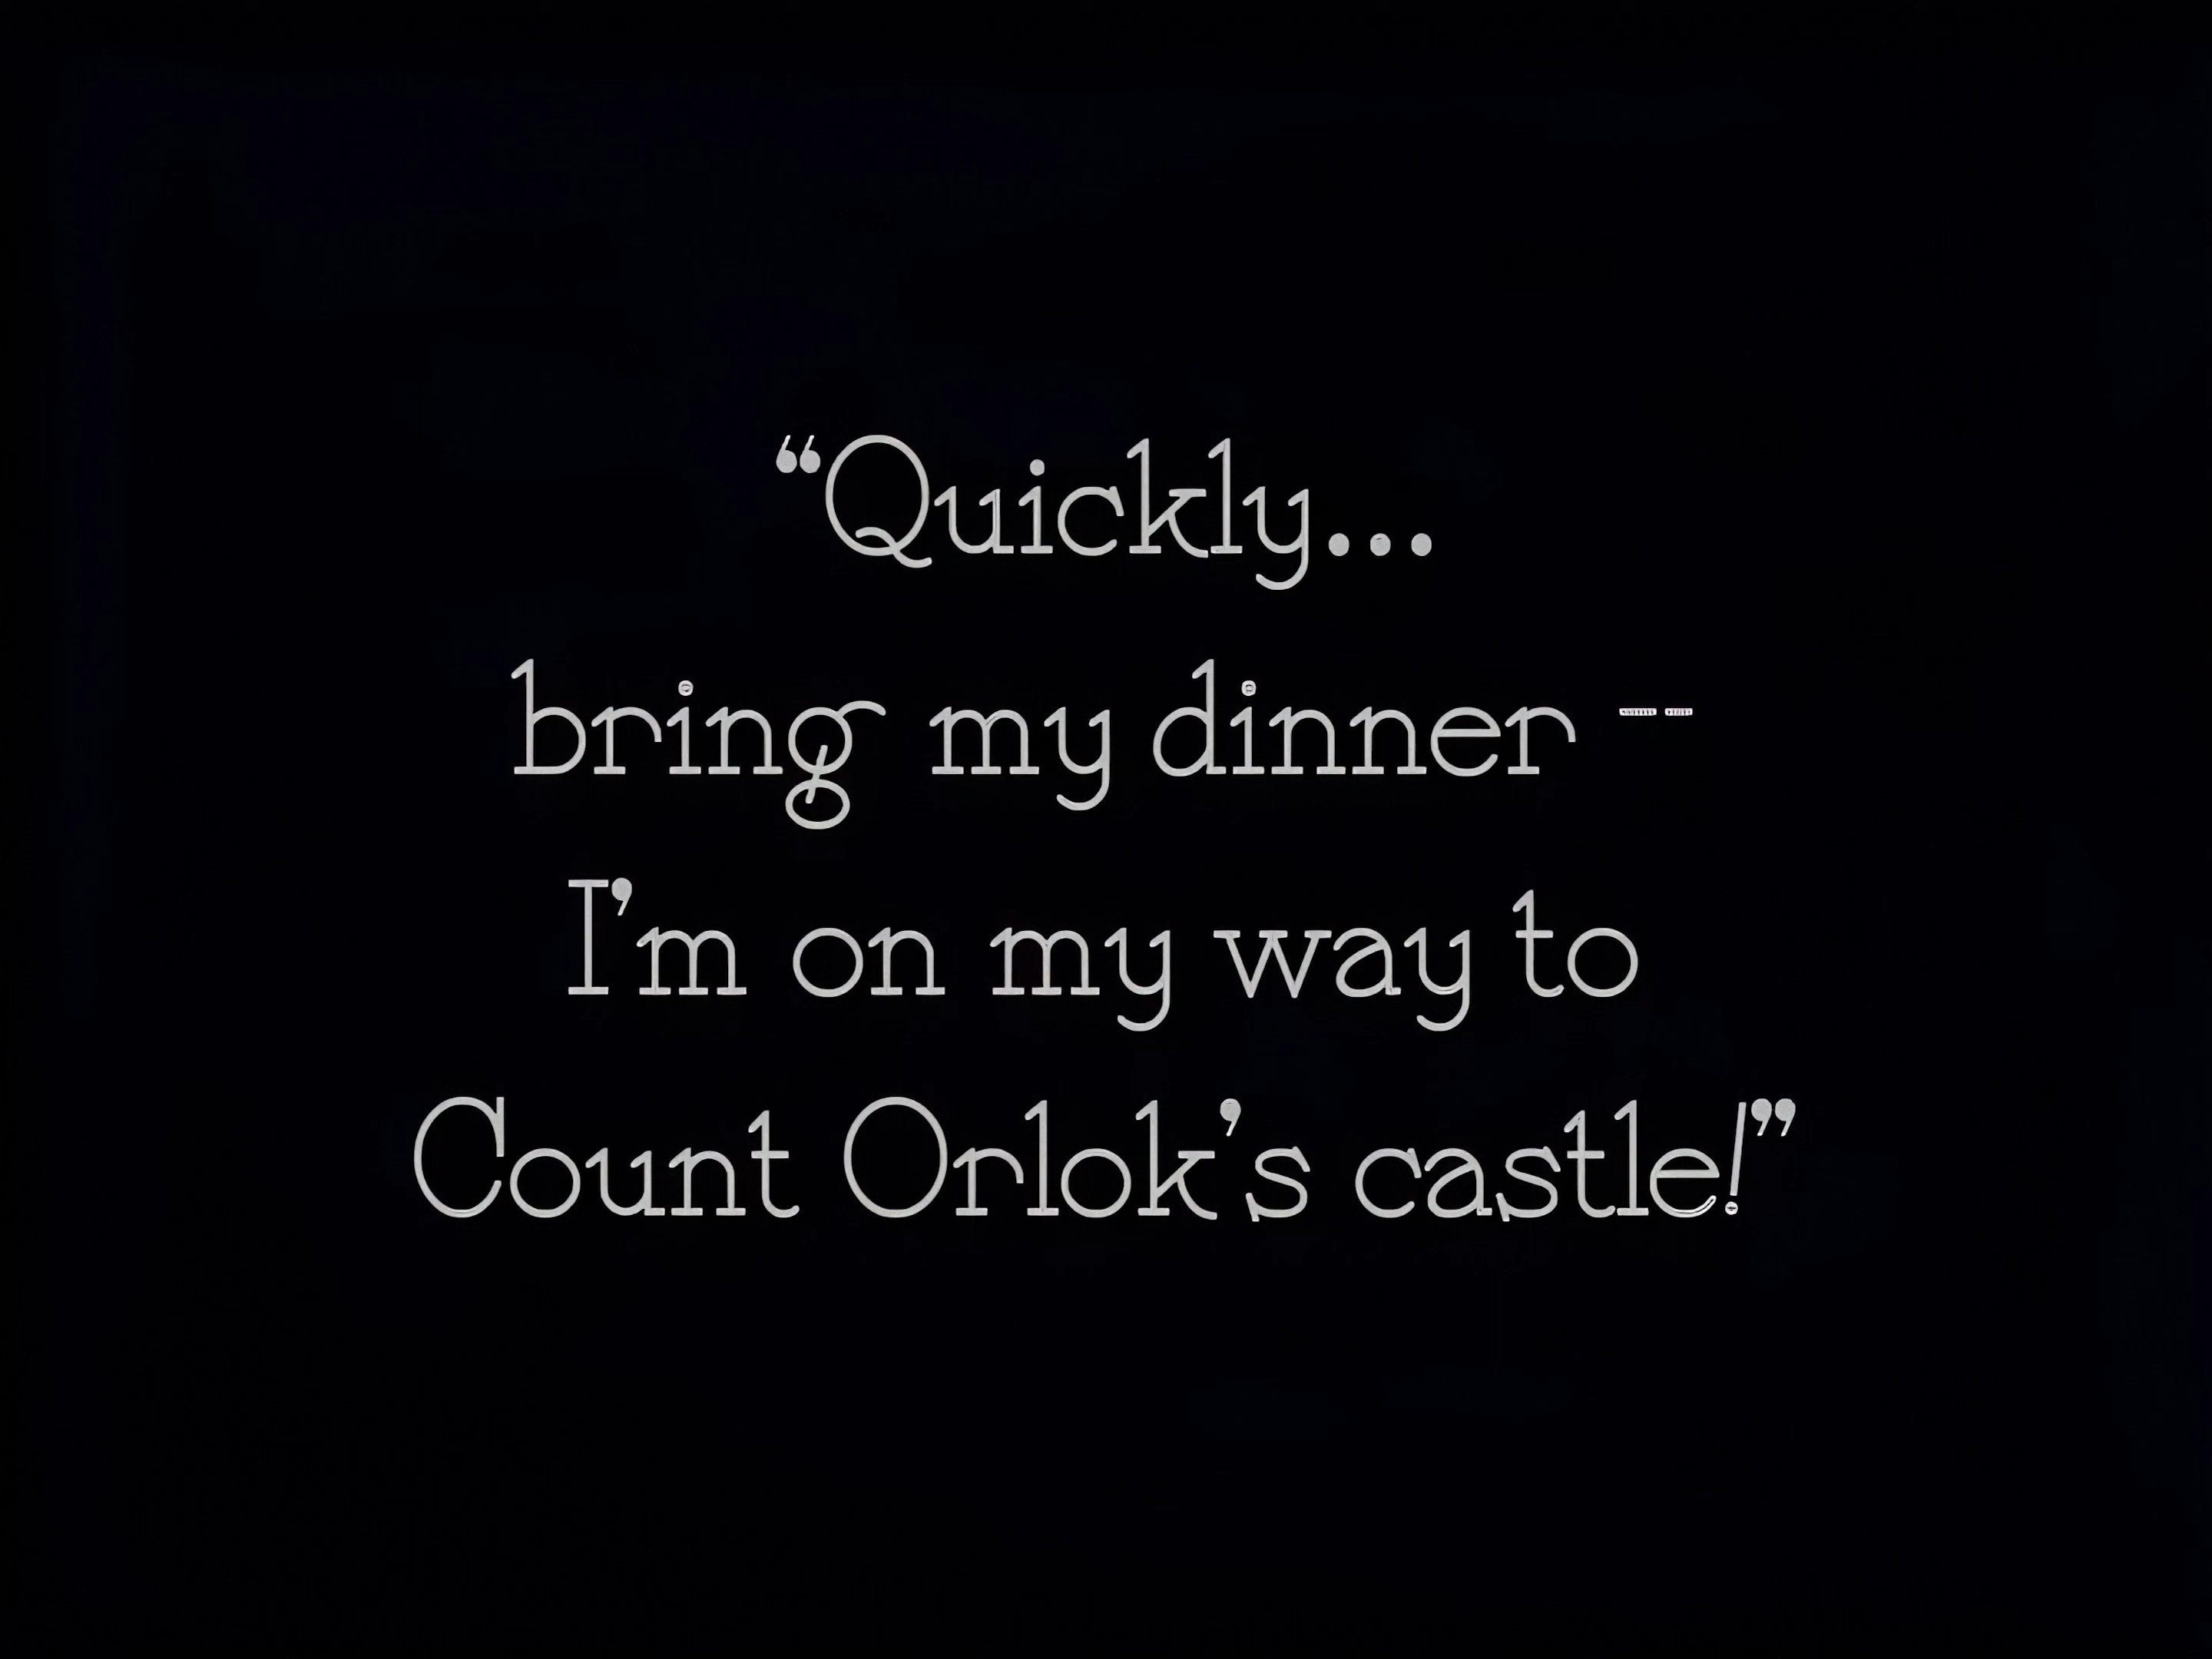 “Quickly...
bring my dinner --
I’m on my way to
Count Orlok’s castle!”